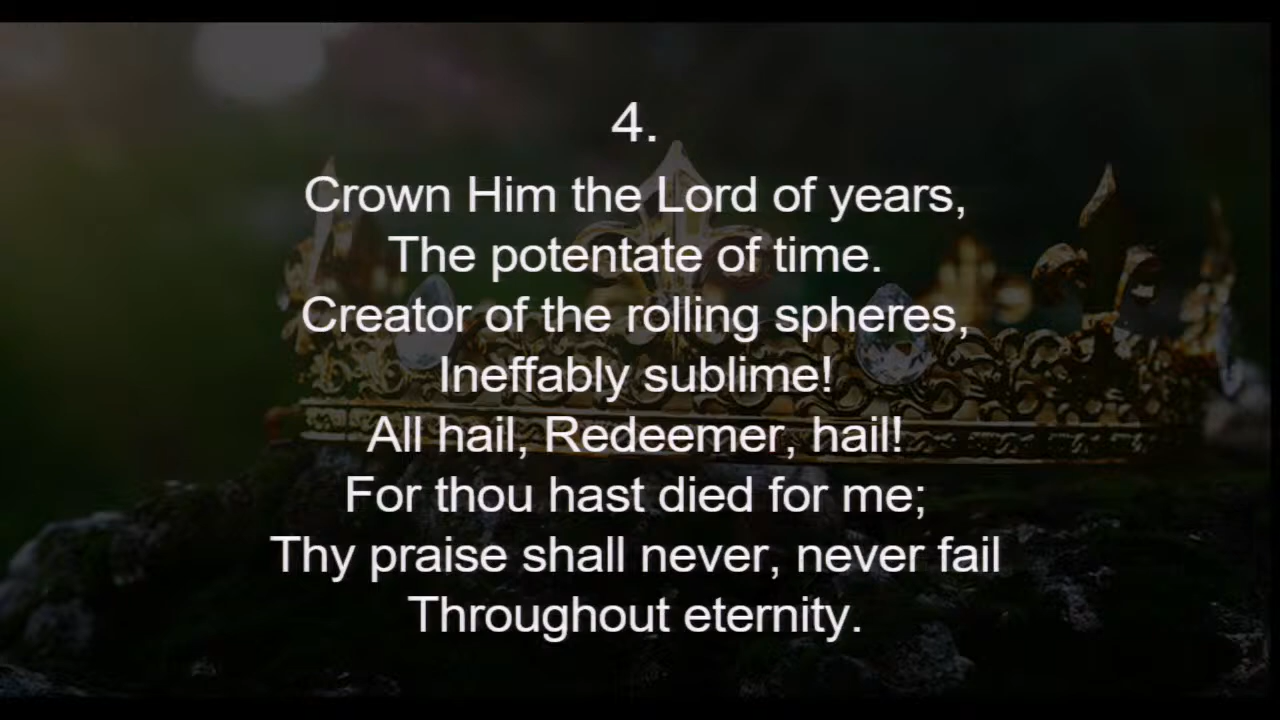 4.
Crown Him the Lord of years,
The potentate of time.
Creator of the rolling spheres,
Ineffably sublime!
All hail, Redeemer, hail!
For thou hast died for me;
Thy praise shall never, never fail
Throughout eternity.